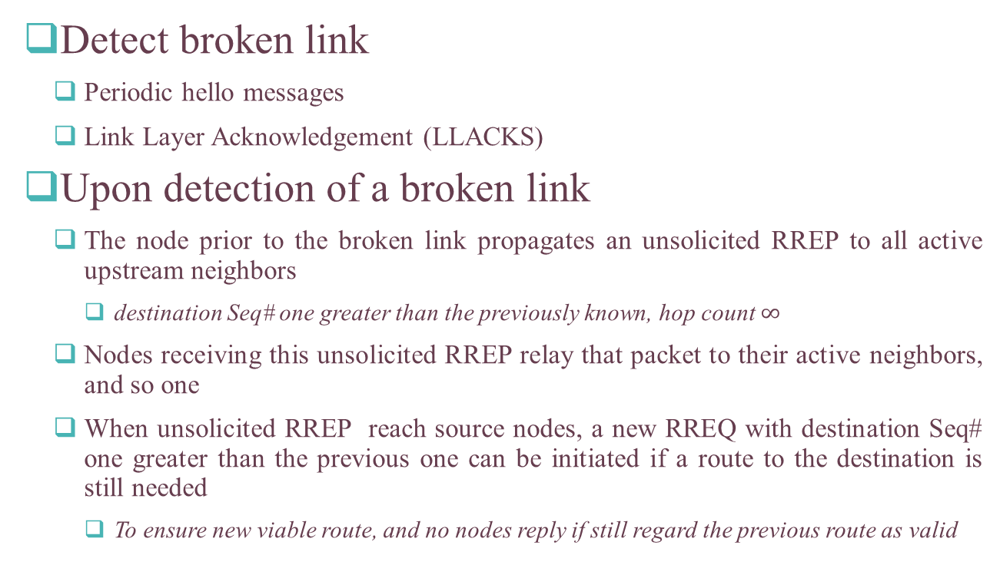 Detect broken link
Periodic hello messages
Link Layer Acknowledgement (LLACKS)
Upon detection of a broken link
The node prior to the broken link propagates an unsolicited RREP to all active
upstream neighbors
destination Seq# one greater than the previously known, hop count ∞
Nodes receiving this unsolicited RREP relay that packet to their active neighbors,
and so one
When unsolicited RREP reach source nodes, a new RREQ with destination Seq#
one greater than the previous one can be initiated if a route to the destination is
still needed
To ensure new viable route, and no nodes reply if still regard the previous route as valid